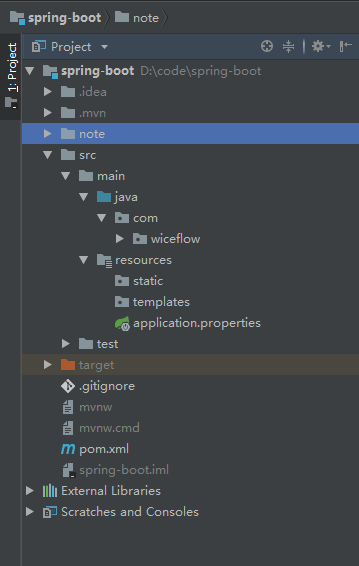 spring-boot note
1: Project
Project
spring-boot D:\code\spring-boot
.idea
.mvn
note
src
main
java
com
wiceflow
resources
static
templates
application.properties
test
target
.gitignore
mvnw
mvnw.cmd
pom.xml
spring-boot.iml
External Libraries
Scratches and Consoles